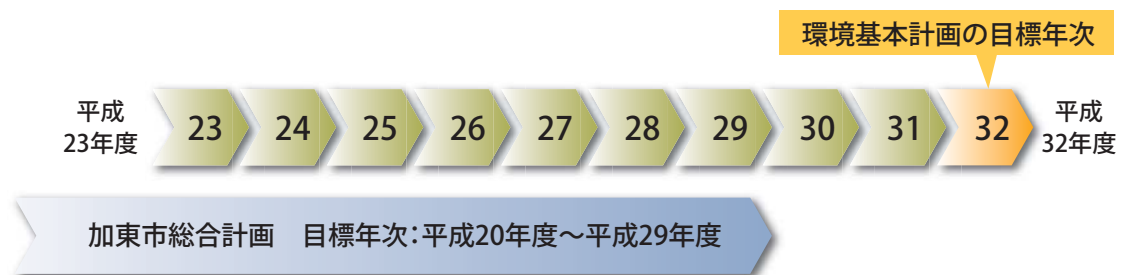 環境基本計画の目標年次
平成
23年度
23 24 25 26 27 28 29 30 31 32
平成
32年度
加東市総合計画　目標年次：平成20年度～平成29年度